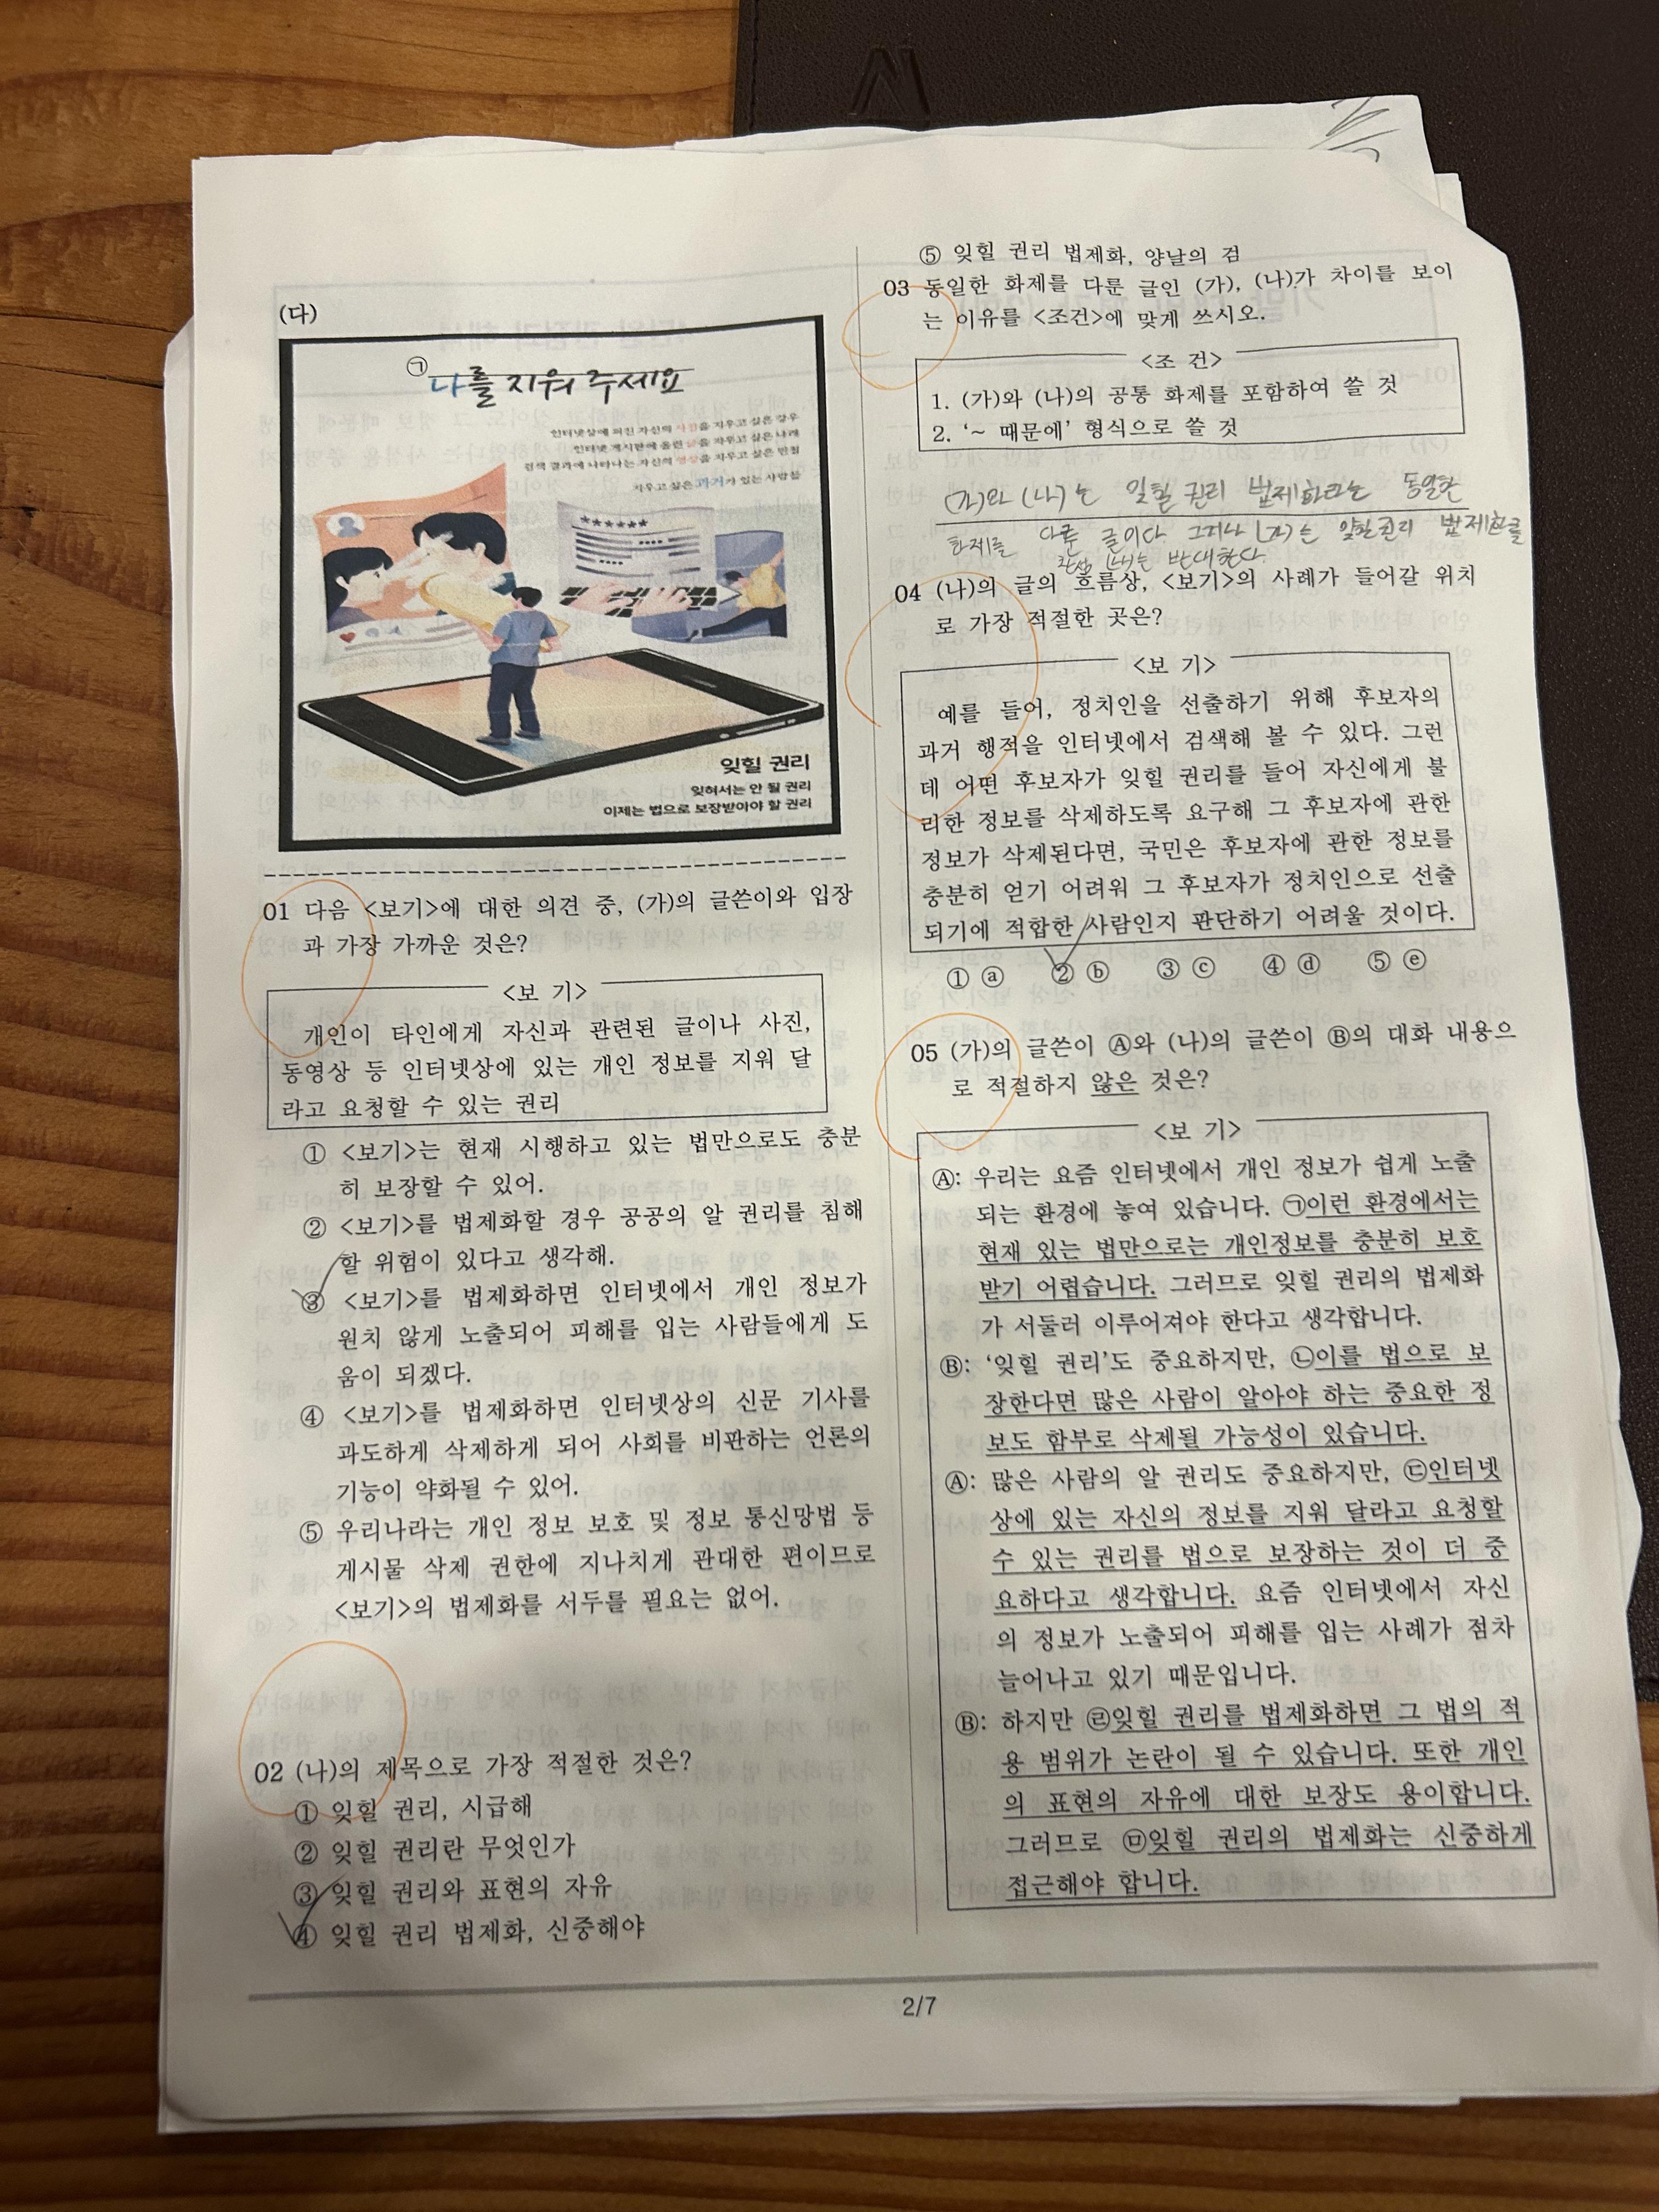 (다)
㉠
나를 지워 주세요
인터넷상에 퍼진 자신의 사진을 지우고 싶은 경우
인터넷 게시판에 올린 글을 지우고 싶은 나래
검색 결과에 나타나는 자신의 영상을 지우고 싶은 민철
지우고 싶은 과거가 있는 사람들
잊힐 권리
잊혀서는 안 될 권리
이제는 법으로 보장받아야 할 권리
01 다음 <보기>에 대한 의견 중, (가)의 글쓴이와 입장
과 가장 가까운 것은?
<보 기>
개인이 타인에게 자신과 관련된 글이나 사진,
동영상 등 인터넷상에 있는 개인 정보를 지워 달
라고 요청할 수 있는 권리
① <보기>는 현재 시행하고 있는 법만으로도 충분
히 보장할 수 있어.
② <보기>를 법제화할 경우 공공의 알 권리를 침해
할 위험이 있다고 생각해.
③ <보기>를 법제화하면 인터넷에서 개인 정보가
원치 않게 노출되어 피해를 입는 사람들에게 도
움이 되겠다.
④ <보기>를 법제화하면 인터넷상의 신문 기사를
과도하게 삭제하게 되어 사회를 비판하는 언론의
기능이 약화될 수 있어.
⑤ 우리나라는 개인 정보 보호 및 정보 통신망법 등
게시물 삭제 권한에 지나치게 관대한 편이므로
<보기>의 법제화를 서두를 필요는 없어.
02 (나)의 제목으로 가장 적절한 것은?
① 잊힐 권리, 시급해
② 잊힐 권리란 무엇인가
③ 잊힐 권리와 표현의 자유
④ 잊힐 권리 법제화, 신중해야
⑤ 잊힐 권리 법제화, 양날의 검
03 동일한 화제를 다룬 글인 (가), (나)가 차이를 보이
는 이유를 <조건>에 맞게 쓰시오.
<조 건>
1. (가)와 (나)의 공통 화제를 포함하여 쓸 것
2. ‘~ 때문에’ 형식으로 쓸 것
(가)와 (나)는 잊힐 권리 법제화라는 동일한
화제를 다룬 글이다. 그러나 (가)는 잊힐 권리 법제화를
찬성 (나)는 반대한다.
04 (나)의 글의 흐름상, <보기>의 사례가 들어갈 위치
로 가장 적절한 곳은?
<보 기>
예를 들어, 정치인을 선출하기 위해 후보자의
과거 행적을 인터넷에서 검색해 볼 수 있다. 그런
데 어떤 후보자가 잊힐 권리를 들어 자신에게 불
리한 정보를 삭제하도록 요구해 그 후보자에 관한
정보가 삭제된다면, 국민은 후보자에 관한 정보를
충분히 얻기 어려워 그 후보자가 정치인으로 선출
되기에 적합한 사람인지 판단하기 어려울 것이다.
① ⓐ ② ⓑ ③ ⓒ ④ ⓓ ⑤ ⓔ
05 (가)의 글쓴이 Ⓐ와 (나)의 글쓴이 Ⓑ의 대화 내용으
로 적절하지 않은 것은?
<보 기>
Ⓐ: 우리는 요즘 인터넷에서 개인 정보가 쉽게 노출
되는 환경에 놓여 있습니다. ㉠이런 환경에서는
현재 있는 법만으로는 개인정보를 충분히 보호
받기 어렵습니다. 그러므로 잊힐 권리의 법제화
가 서둘러 이루어져야 한다고 생각합니다.
Ⓑ: ‘잊힐 권리’도 중요하지만, ㉡이를 법으로 보
장한다면 많은 사람이 알아야 하는 중요한 정
보도 함부로 삭제될 가능성이 있습니다.
Ⓐ: 많은 사람의 알 권리도 중요하지만, ㉢인터넷
상에 있는 자신의 정보를 지워 달라고 요청할
수 있는 권리를 법으로 보장하는 것이 더 중
요하다고 생각합니다. 요즘 인터넷에서 자신
의 정보가 노출되어 피해를 입는 사례가 점차
늘어나고 있기 때문입니다.
Ⓑ: 하지만 ㉣잊힐 권리를 법제화하면 그 법의 적
용 범위가 논란이 될 수 있습니다. 또한 개인
의 표현의 자유에 대한 보장도 용이합니다.
그러므로 ㉤잊힐 권리의 법제화는 신중하게
접근해야 합니다.
2/7